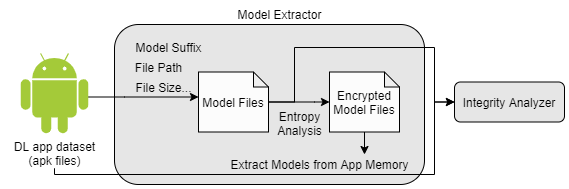 Model Extractor
Model Suffix
File Path
File Size...
Model Files
Entropy
Analysis
Encrypted
Model Files
Extract Models from App Memory
Integrity Analyzer
DL app dataset
(apk files)